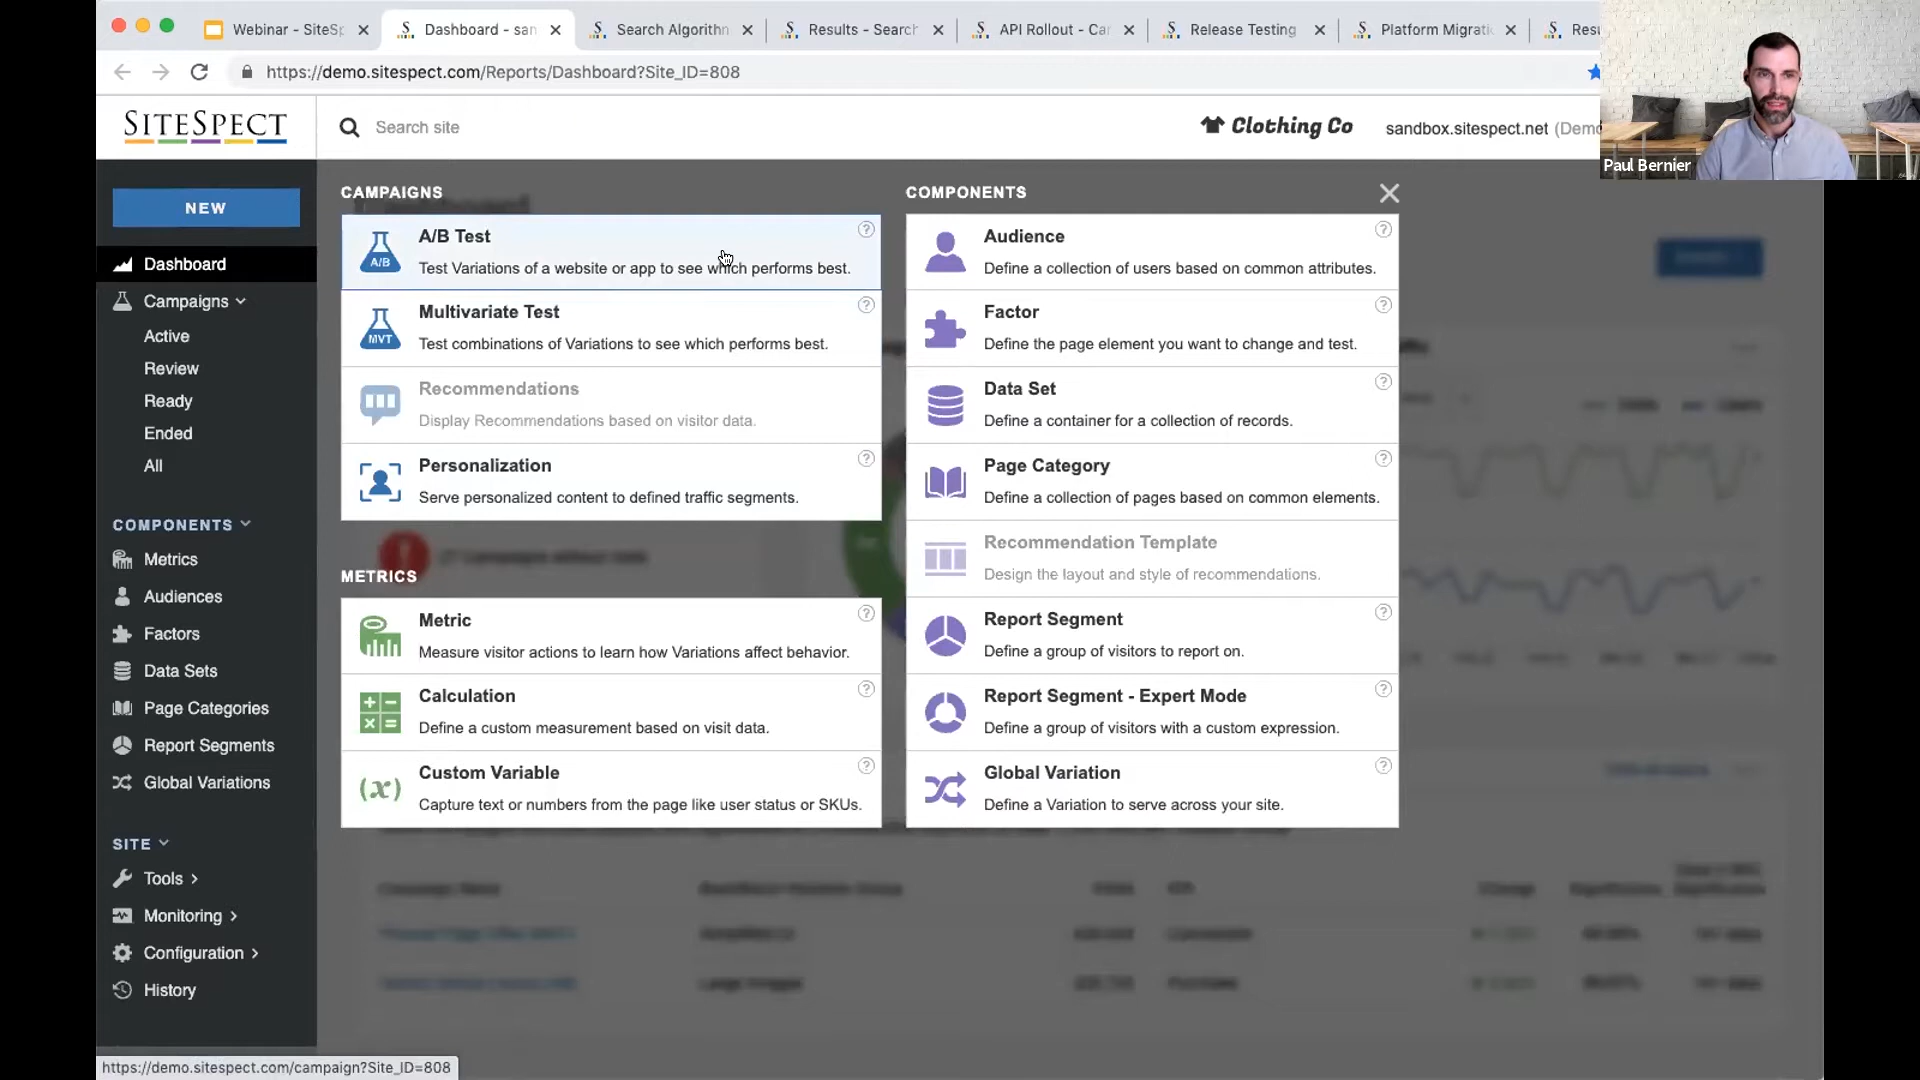 Webinar - SiteSp
Dashboard - san
Search Algorithm
Results - Search
API Rollout - Ca
Release Testing
Platform Migrati
Resu
https://demo.sitespect.com/Reports/Dashboard?Site_ID=808
SITESPECT
Search site
Clothing Co
sandbox.sitespect.net (Demo
Paul Bernier
NEW
Dashboard
Campaigns
Active
Review
Ready
Ended
All
COMPONENTS
Metrics
Audiences
Factors
Data Sets
Page Categories
Report Segments
Global Variations
SITE
Tools
Monitoring
Configuration
History
CAMPAIGNS
A/B
A/B Test
Test Variations of a website or app to see which performs best.
MVT
Multivariate Test
Test combinations of Variations to see which performs best.
Recommendations
Display Recommendations based on visitor data.
Personalization
Serve personalized content to defined traffic segments.
METRICS
Metric
Measure visitor actions to learn how Variations affect behavior.
Calculation
Define a custom measurement based on visit data.
(x)
Custom Variable
Capture text or numbers from the page like user status or SKUs.
COMPONENTS
Audience
Define a collection of users based on common attributes.
Factor
Define the page element you want to change and test.
Data Set
Define a container for a collection of records.
Page Category
Define a collection of pages based on common elements.
Recommendation Template
Design the layout and style of recommendations.
Report Segment
Define a group of visitors to report on.
Report Segment - Expert Mode
Define a group of visitors with a custom expression.
Global Variation
Define a Variation to serve across your site.
https://demo.sitespect.com/campaign?Site_ID=808